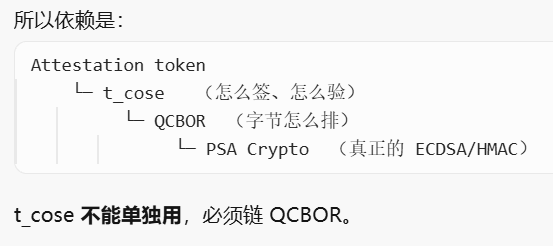 所以依赖是：
Attestation token
└─ t_cose （怎么签、怎么验）
└─ QCBOR （字节怎么排）
└─ PSA Crypto （真正的 ECDSA/HMAC）
t_cose 不能单独用，必须链 QCBOR。